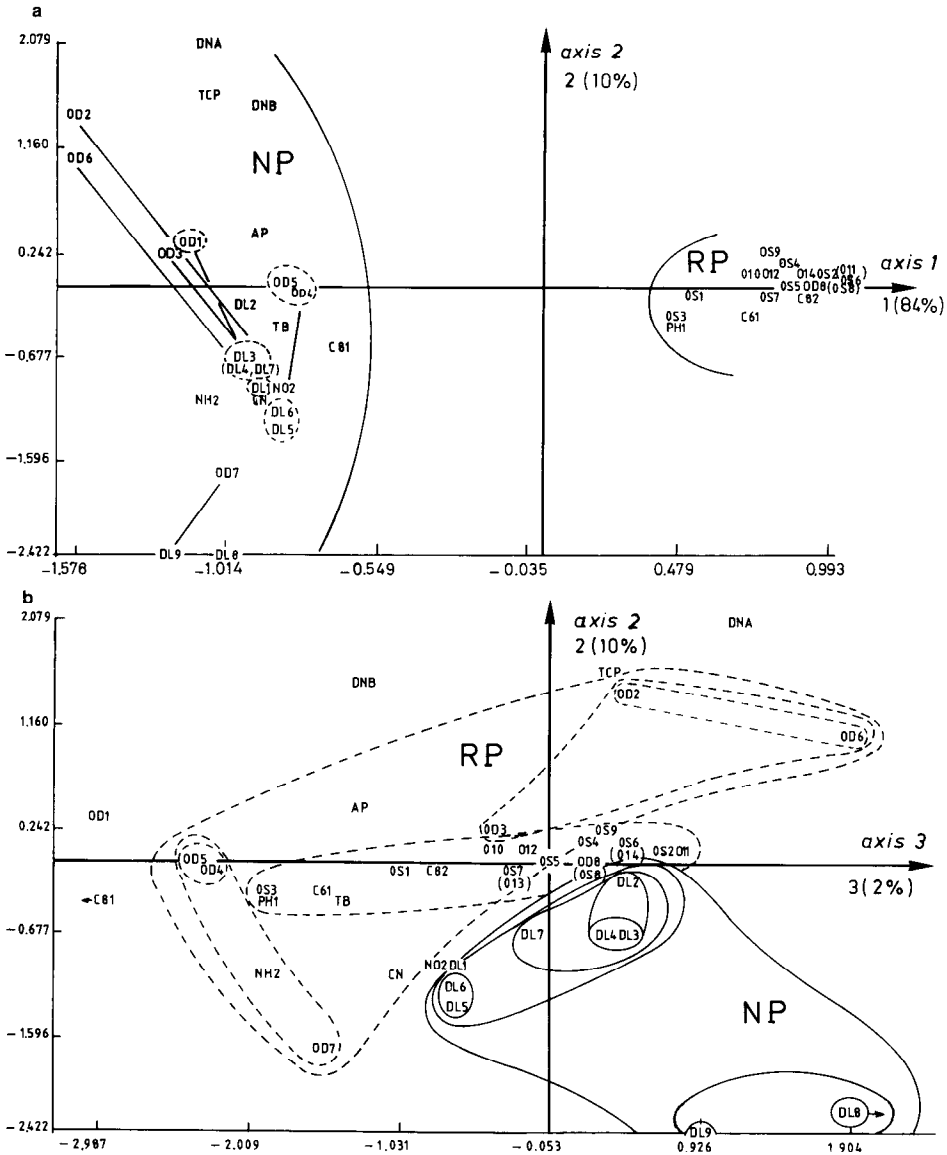 a
2.079
DNA
axis 2
2 (10%)
TCP
DNB
OD2
1,160
OD6
NP
AP
OD1
OD3
0.242
RP
OS9
OS4
O10 O12
O14 OS2 (O11)
OS6
axis 1
OD5
OD4
OS5 OD8 (OS8)
DL2
OS1
OS7
C82
1 (84%)
TB
OS3
C61
PH1
C81
-0.677
DL3
(DL4, DL7)
DL1 NO2
NH2
CN
DL6
DL5
-1.596
OD7
-2.422
DL9
DL8
-1.576
-1.014
-0.549
-0.035
0.479
0.993
b
2.079
axis 2
2 (10%)
DNA
TCP
DNB
OD2
1,160
RP
OD6
AP
OD1
0.242
OD3
OS9
OS4
OS6
O10
O12
(O14)
OS2 O11
axis 3
OD5
OD4
OS5
OD8
OS1
C82
OS7
(O13)
(OS8)
3 (2%)
OS3
C61
DL2
PH1
TB
C81
-0.677
DL7
DL4 DL3
NH2
CN
NO2 DL1
DL6
DL5
NP
-1.596
OD7
DL8
-2.422
DL9
-2,987
-2.009
-1.031
-0.053
0.926
1.904